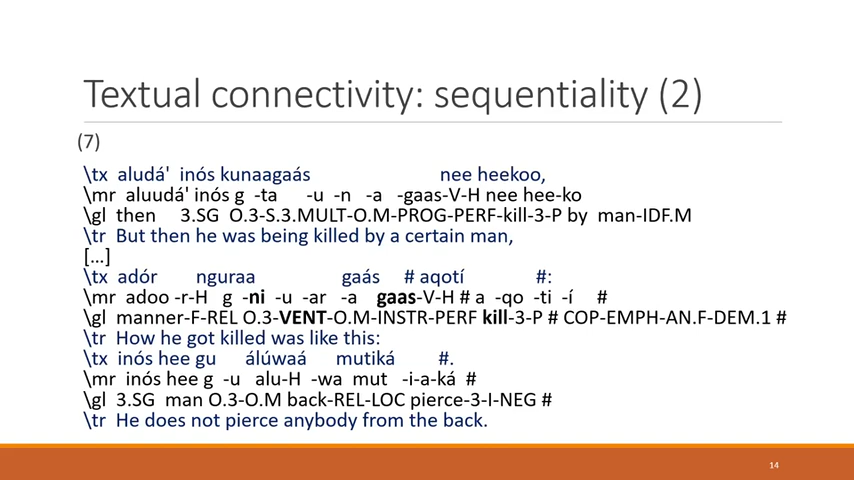 Textual connectivity: sequentiality (2)
(7)
\tx aludá' inós kunaagaás nee heekoo,
\mr aluudá' inós g -ta -u -n -a -gaas-V-H nee hee-ko
\gl then 3.SG O.3-S.3.MULT-O.M-PROG-PERF-kill-3-P by man-IDF.M
\tr But then he was being killed by a certain man,
[…]
\tx adór nguraa gaás # aqotí #:
\mr adoo -r-H g -ni -u -ar -a gaas-V-H # a -qo -ti -í #
\gl manner-F-REL O.3-VENT-O.M-INSTR-PERF kill-3-P # COP-EMPH-AN.F-DEM.1 #
\tr How he got killed was like this:
\tx inós hee gu álúwaá mutiká #.
\mr inós hee g -u alu-H -wa mut -i-a-ká #
\gl 3.SG man O.3-O.M back-REL-LOC pierce-3-I-NEG #
\tr He does not pierce anybody from the back.
14